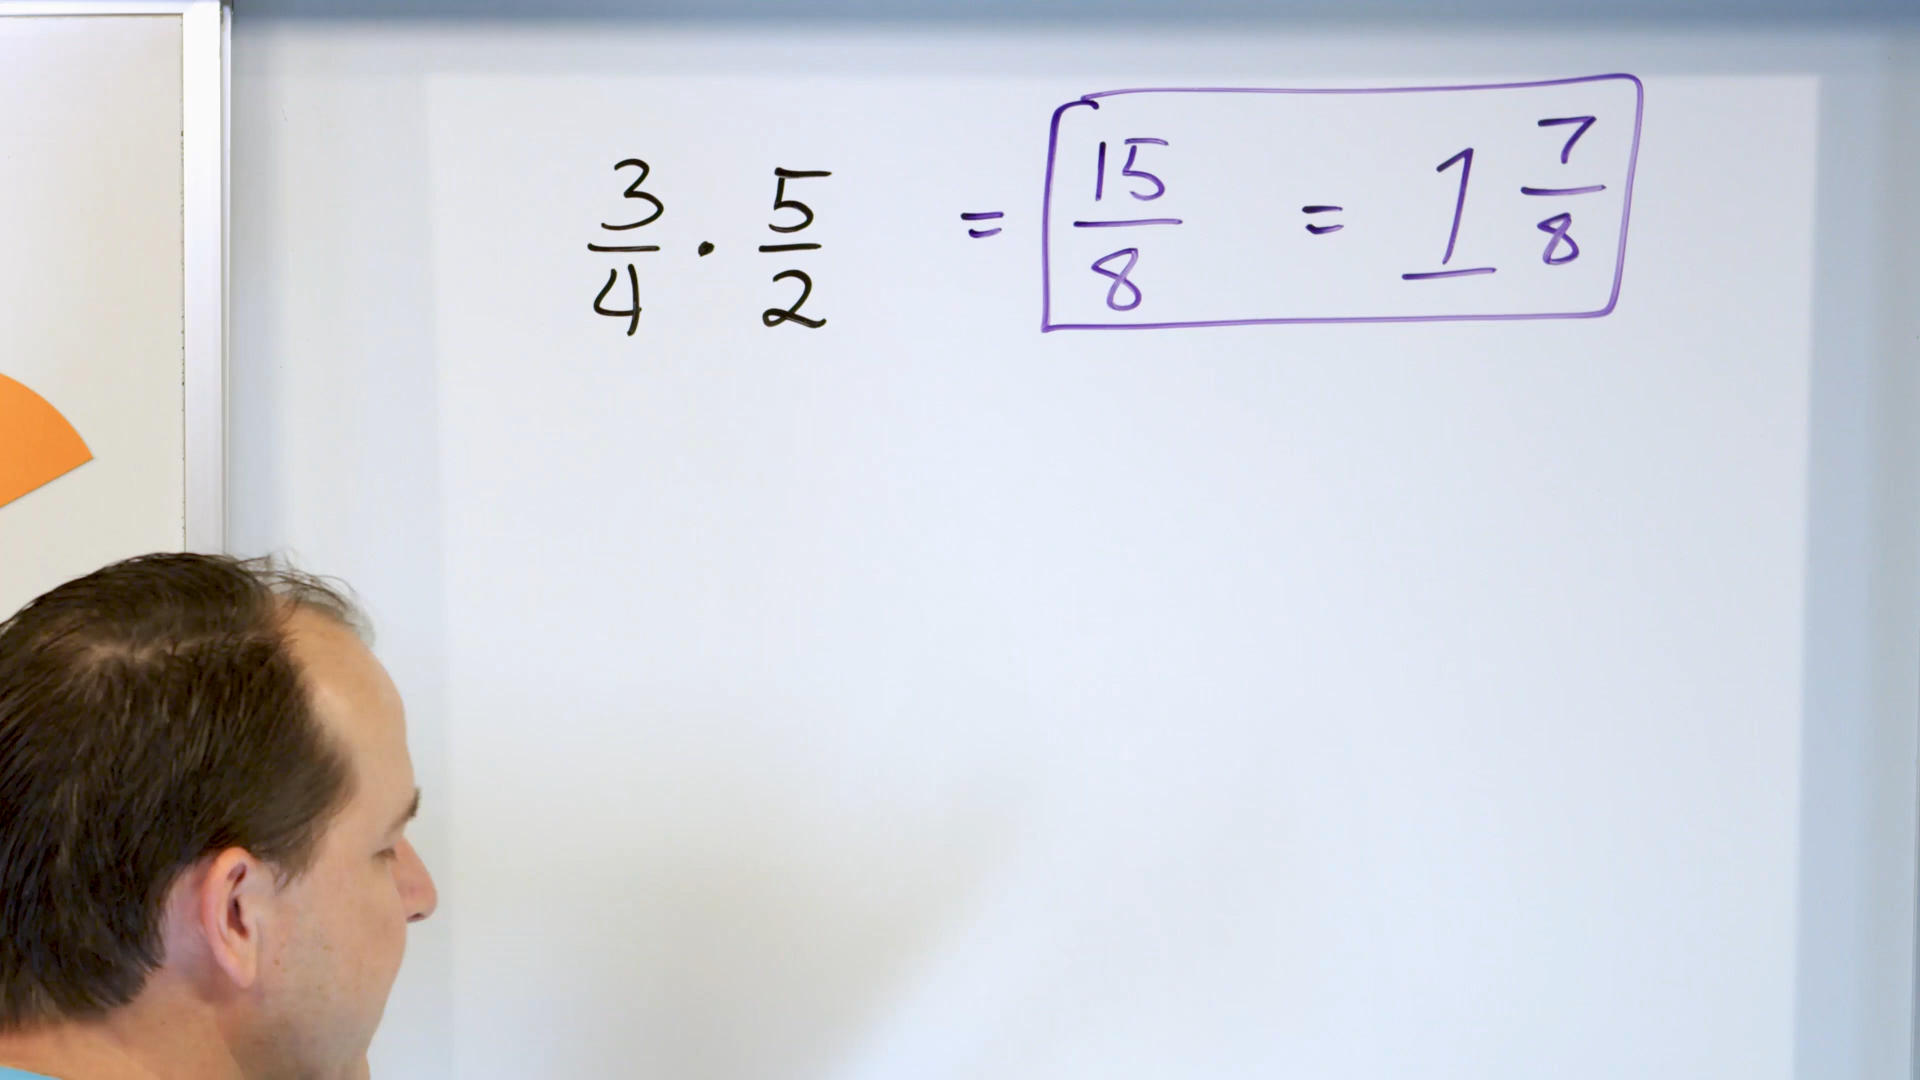 3/4 · 5/2 = 15/8 = 1 7/8